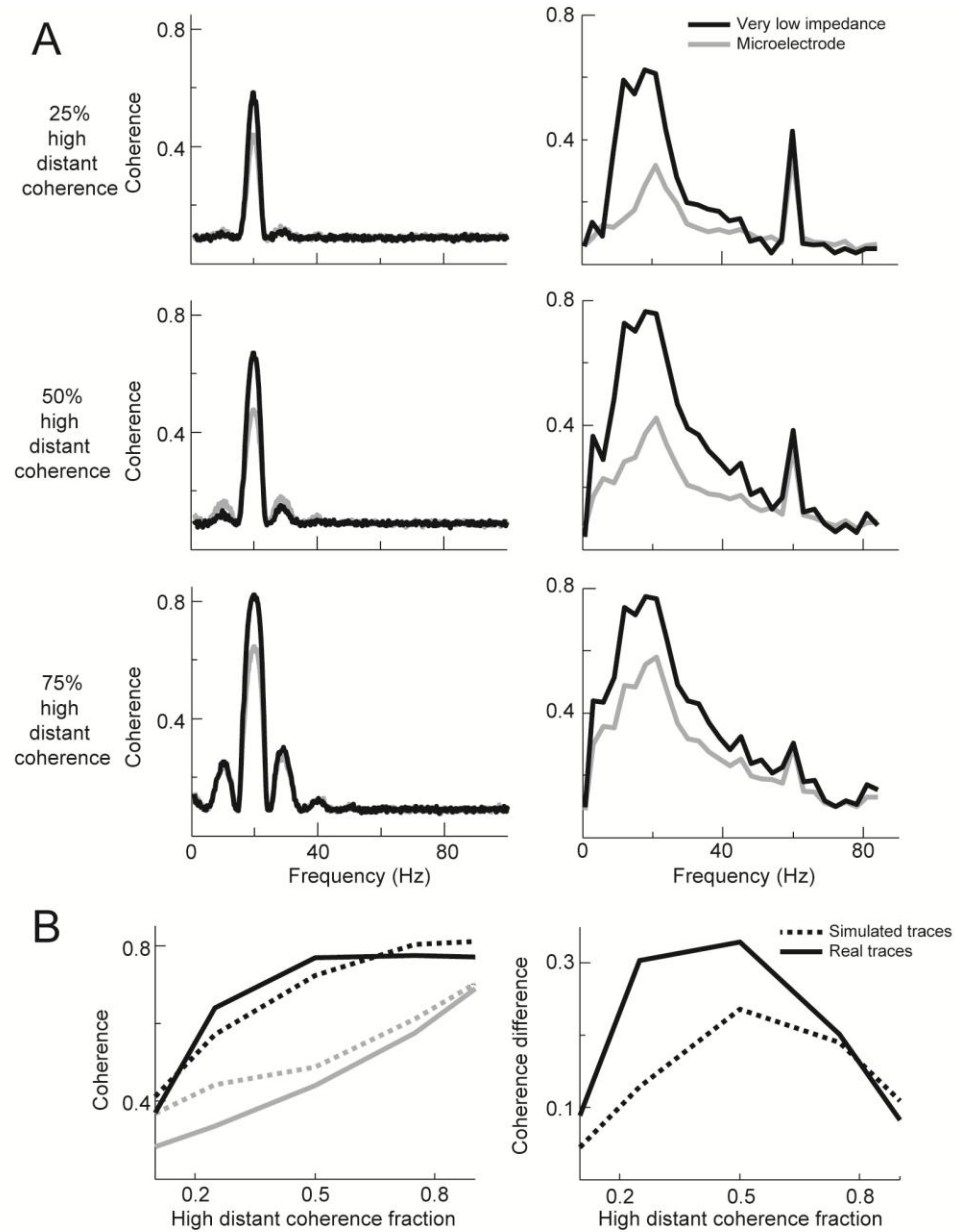 A
Very low impedance
Microelectrode
25%
high
distant
coherence
Coherence
0.8
0.4
0.8
0.4
50%
high
distant
coherence
Coherence
0.8
0.4
0.8
0.4
75%
high
distant
coherence
Coherence
0.8
0.4
0.8
0.4
0 40 80
0 40 80
Frequency (Hz)
Frequency (Hz)
B
Simulated traces
Real traces
Coherence
0.8
0.4
0.2 0.5 0.8
High distant coherence fraction
Coherence difference
0.3
0.1
0.2 0.5 0.8
High distant coherence fraction